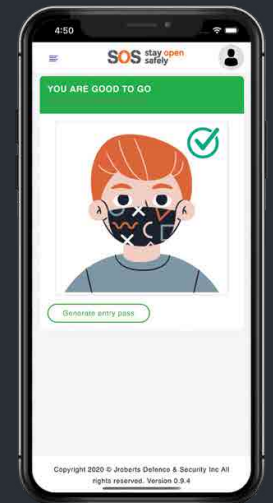 4:50
SOS stay open
safely
YOU ARE GOOD TO GO
Generate entry pass
Copyright 2020 © Jroberts Defence & Security Inc All
rights reserved. Version 0.9.4